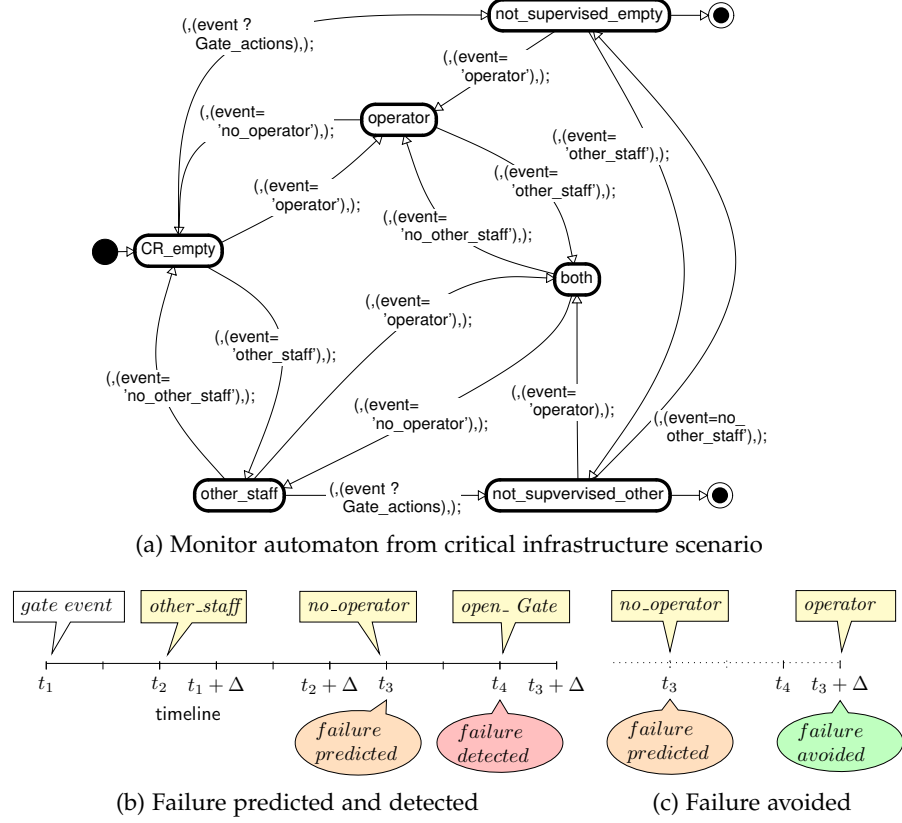 not_supervised_empty
(,(event ?
Gate_actions),);
(,(event=
'operator'),);
(,(event=
'no_operator'),);
operator
(,(event=
'other_staff'),);
(,(event=
'other_staff'),);
(,(event=
'operator'),);
(,(event=
'no_other_staff'),);
CR_empty
both
(,(event=
'operator'),);
(,(event=
'other_staff'),);
(,(event=
'no_other_staff'),);
(,(event=
'operator),);
(,(event=
'no_operator'),);
(,(event=no_
other_staff'),);
other_staff
(,(event ?
Gate_actions),);
not_supvervised_other
(a) Monitor automaton from critical infrastructure scenario
gate event
other_staff
no_operator
open_ Gate
no_operator
operator
t1
t2
t1 + Δ
t2 + Δ
t3
t4
t3 + Δ
t3
t4
t3 + Δ
timeline
failure
predicted
failure
detected
failure
predicted
failure
avoided
(b) Failure predicted and detected
(c) Failure avoided